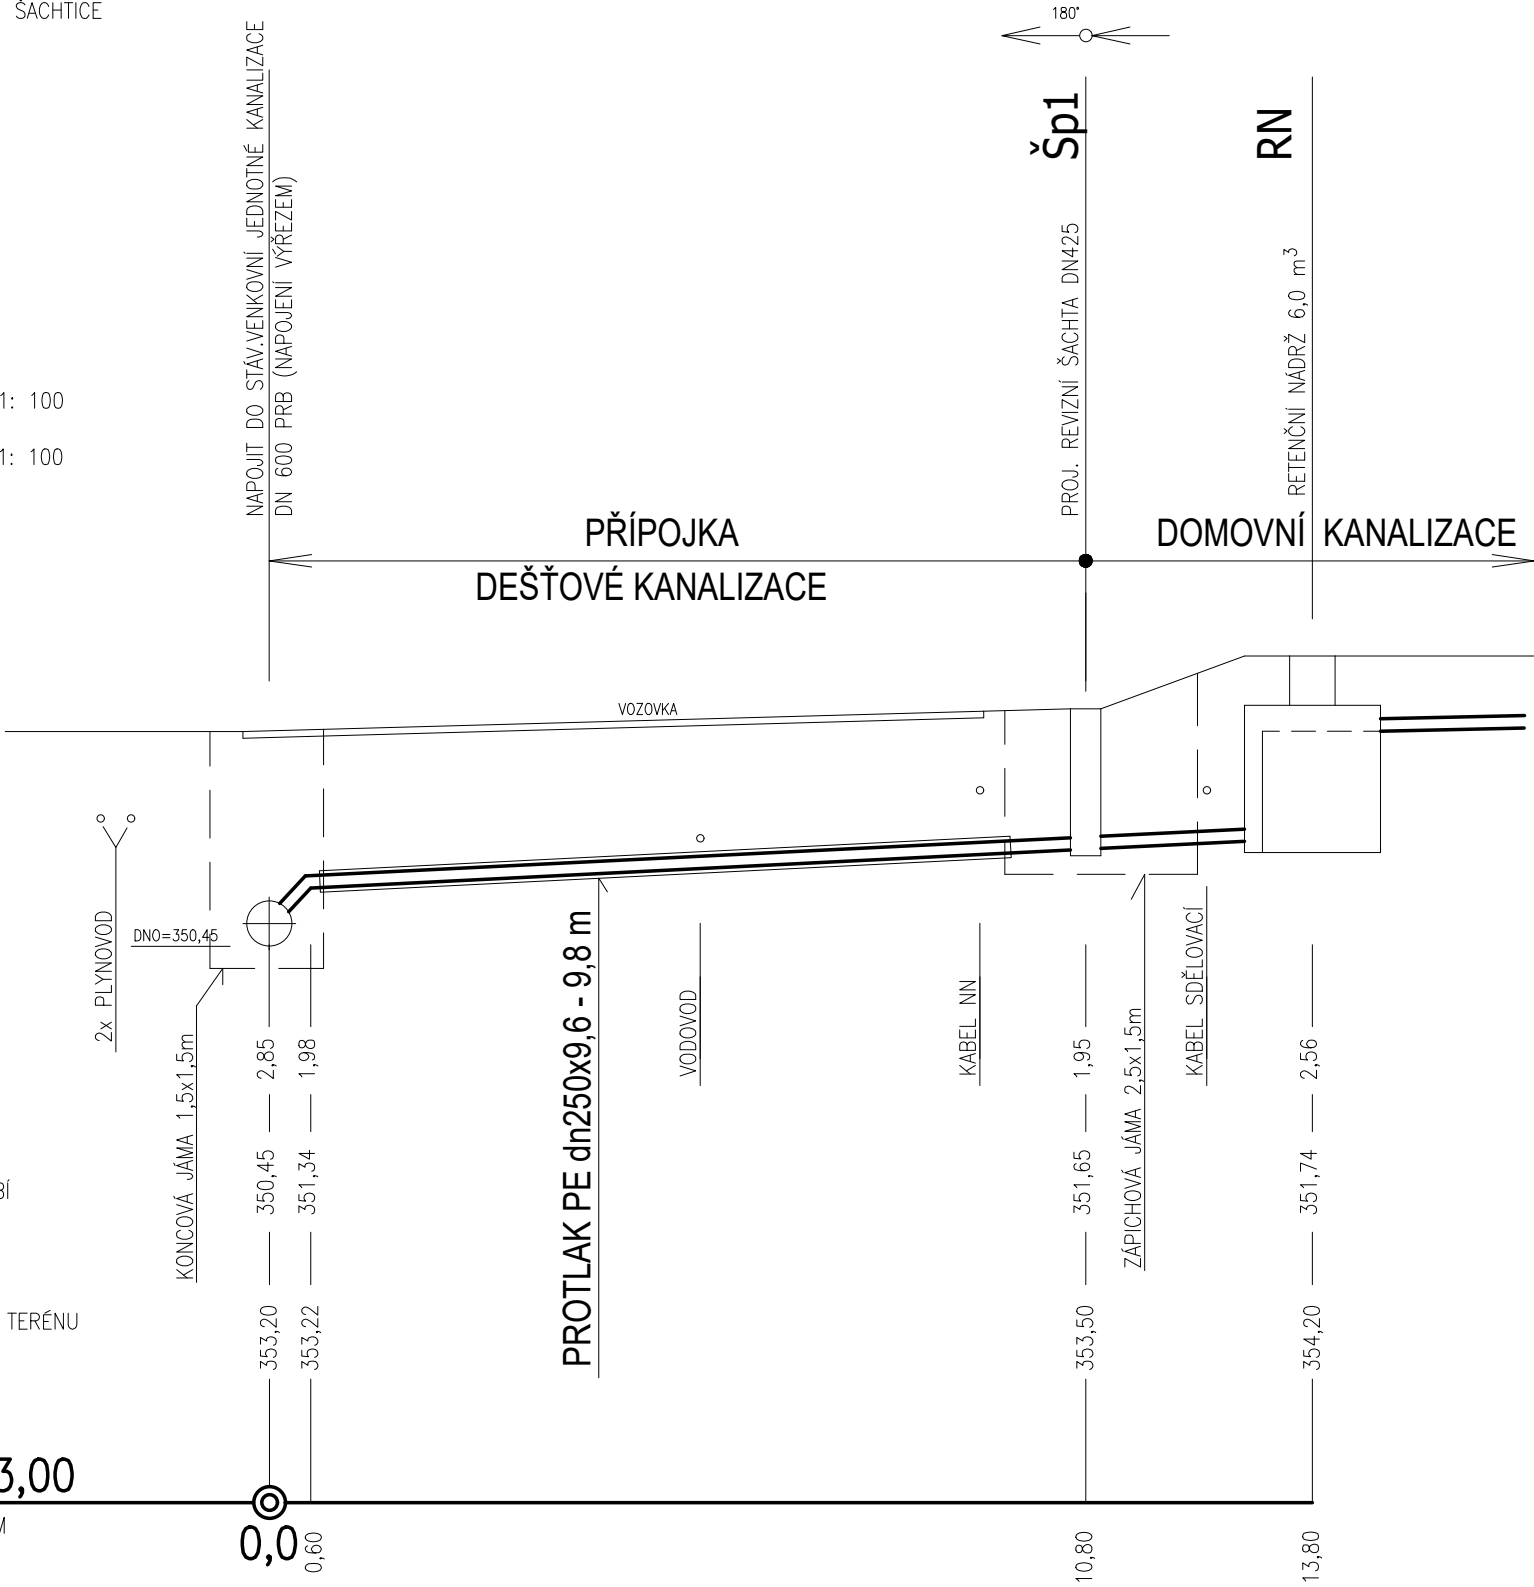 ŠACHTICE
180°
NAPOJIT DO STÁV.VENKOVNÍ JEDNOTNÉ KANALIZACE
DN 600 PRB (NAPOJENÍ VÝŘEZEM)
Šp1
PROJ. REVIZNÍ ŠACHTA DN425
RN
RETENČNÍ NÁDRŽ 6,0 m³
1: 100
1: 100
PŘÍPOJKA
DEŠŤOVÉ KANALIZACE
DOMOVNÍ KANALIZACE
VOZOVKA
2x PLYNOVOD
DNO=350,45
KONCOVÁ JÁMA 1,5x1,5m
PROTLAK PE dn250x9,6 - 9,8 m
VODOVOD
KABEL NN
ZÁPICHOVÁ JÁMA 2,5x1,5m
KABEL SDĚLOVACÍ
2,85 1,98 1,95 2,56
BÍ
350,45 351,34 351,65 351,74
TERÉNU
353,20 353,22 353,50 354,20
3,00
M
0,0 0,60 10,80 13,80